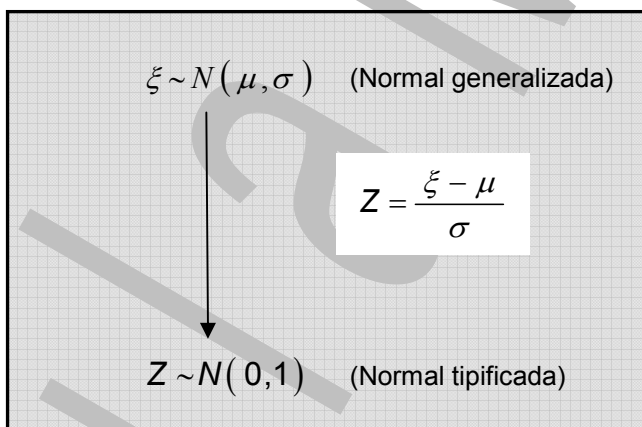 ξ ~ N ( μ , σ ) (Normal generalizada)
Z = (ξ − μ) / σ
Z ~ N ( 0,1 ) (Normal tipificada)